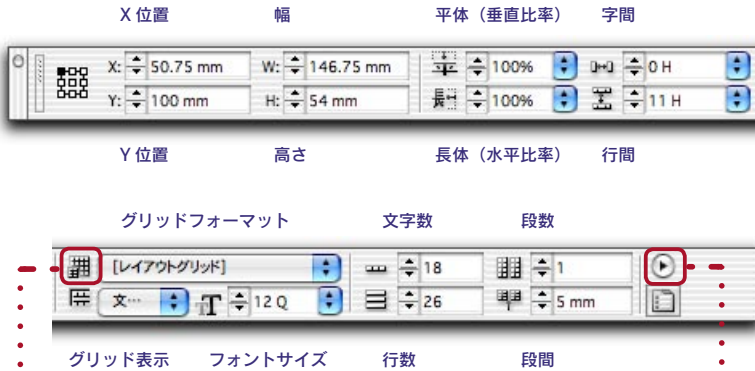 X 位置 幅 平体（垂直比率） 字間
X: 50.75 mm W: 146.75 mm 平 100% 0 H
Y: 100 mm H: 54 mm 長 100% 11 H
Y 位置 高さ 長体（水平比率） 行間
グリッドフォーマット 文字数 段数
[レイアウトグリッド] 18 1
文… T 12 Q 26 5 mm
グリッド表示 フォントサイズ 行数 段間